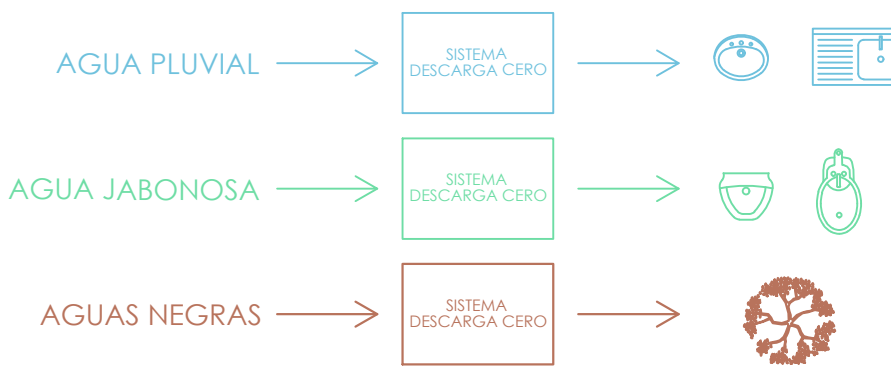 AGUA PLUVIAL
SISTEMA
DESCARGA CERO
AGUA JABONOSA
SISTEMA
DESCARGA CERO
AGUAS NEGRAS
SISTEMA
DESCARGA CERO